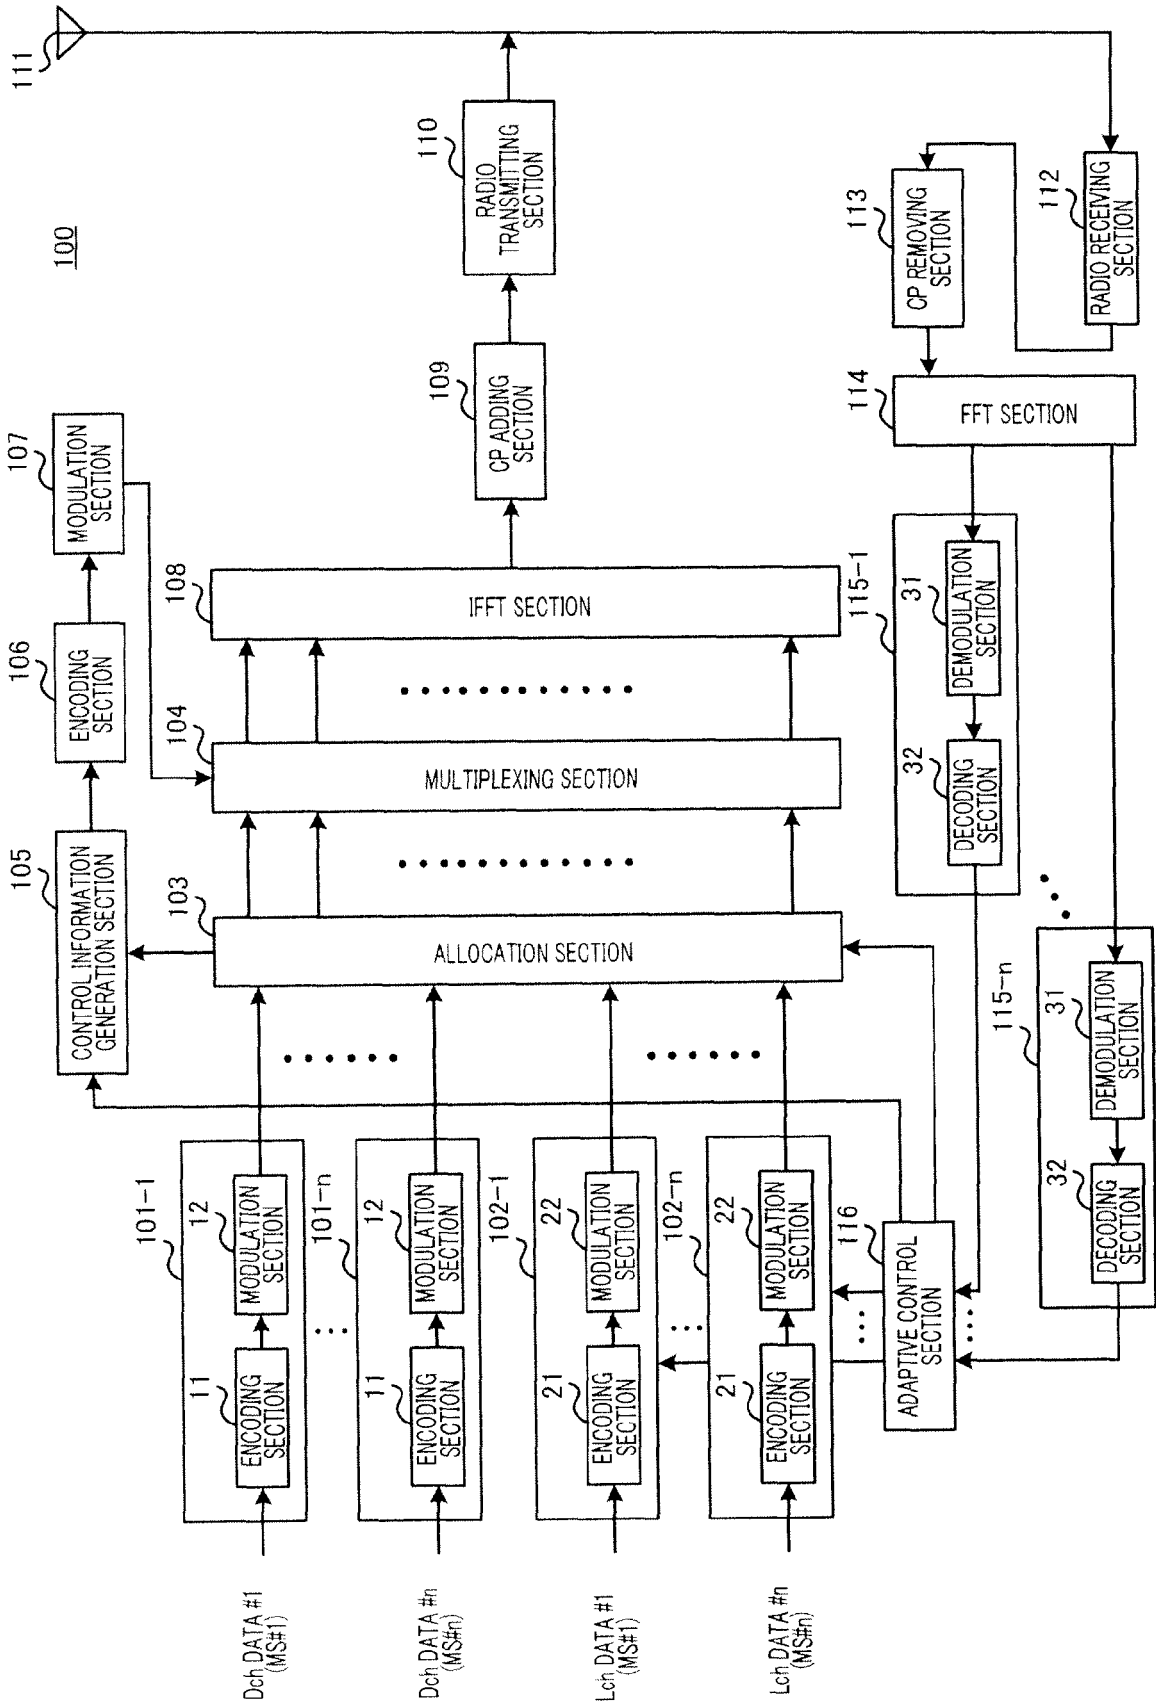 100
111
110
RADIO
TRANSMITTING
SECTION
109
CP ADDING
SECTION
107
MODULATION
SECTION
106
ENCODING
SECTION
105
CONTROL INFORMATION
GENERATION SECTION
108
IFFT SECTION
104
MULTIPLEXING SECTION
103
ALLOCATION SECTION
101-1
11
ENCODING
SECTION
12
MODULATION
SECTION
Dch DATA #1
(MS#1)
101-n
11
ENCODING
SECTION
12
MODULATION
SECTION
Dch DATA #n
(MS#n)
102-1
21
ENCODING
SECTION
22
MODULATION
SECTION
Lch DATA #1
(MS#1)
102-n
21
ENCODING
SECTION
22
MODULATION
SECTION
Lch DATA #n
(MS#n)
116
ADAPTIVE CONTROL
SECTION
115-1
32
DECODING
SECTION
31
DEMODULATION
SECTION
115-n
32
DECODING
SECTION
31
DEMODULATION
SECTION
114
FFT SECTION
113
CP REMOVING
SECTION
112
RADIO RECEIVING
SECTION